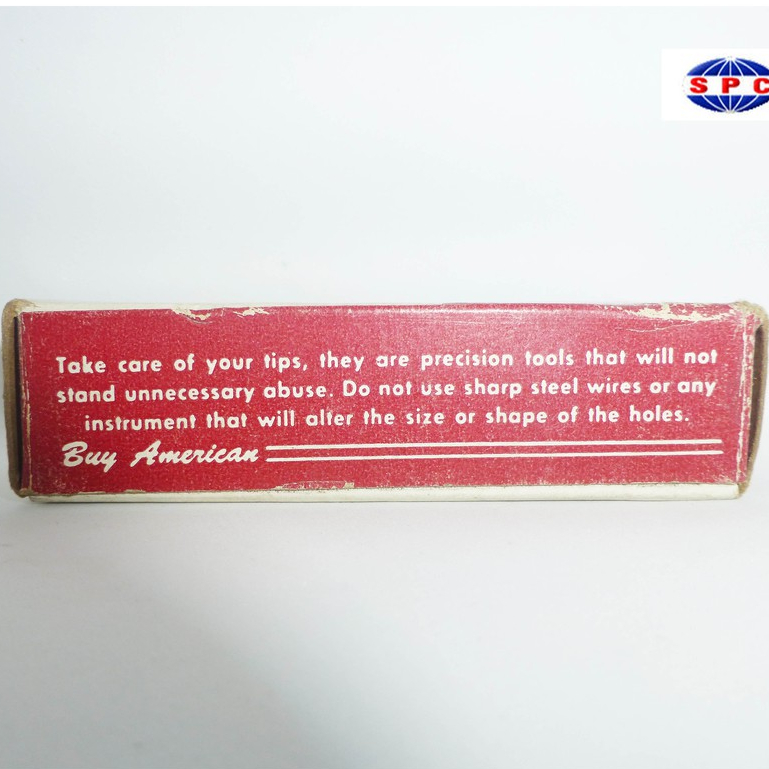 SPC
Take care of your tips, they are precision tools that will not
stand unnecessary abuse. Do not use sharp steel wires or any
instrument that will alter the size or shape of the holes.
Buy American